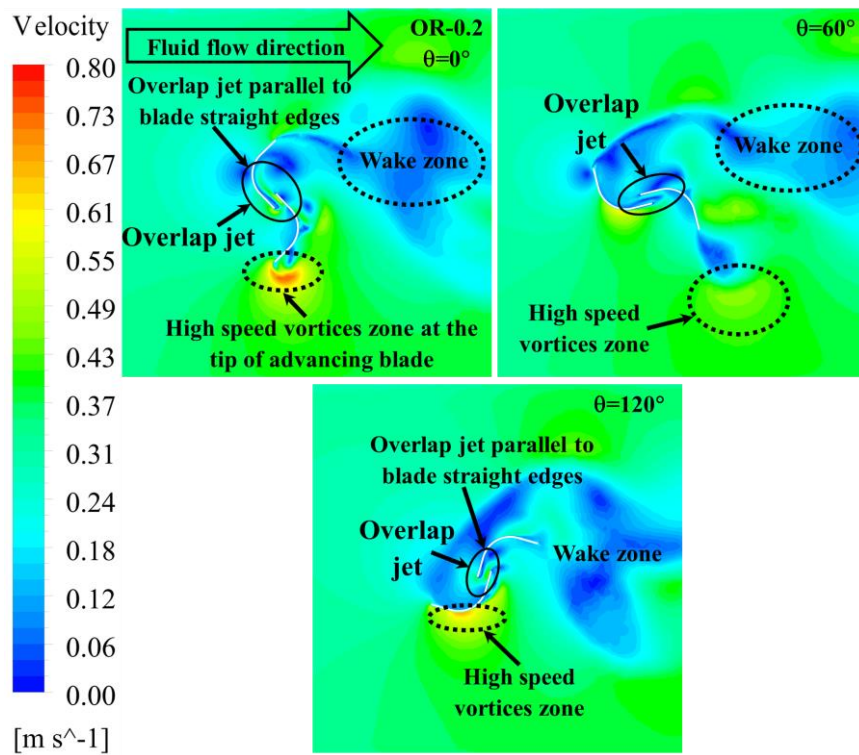 Velocity
0.80
0.73
0.67
0.61
0.55
0.49
0.43
0.37
0.31
0.24
0.18
0.12
0.06
0.00
[m s^-1]
Fluid flow direction
OR-0.2
θ=0°
Overlap jet parallel to
blade straight edges
Wake zone
Overlap jet
High speed vortices zone at the
tip of advancing blade
θ=60°
Overlap
jet
Wake zone
High speed
vortices zone
θ=120°
Overlap jet parallel to
blade straight edges
Overlap
jet
Wake zone
High speed
vortices zone